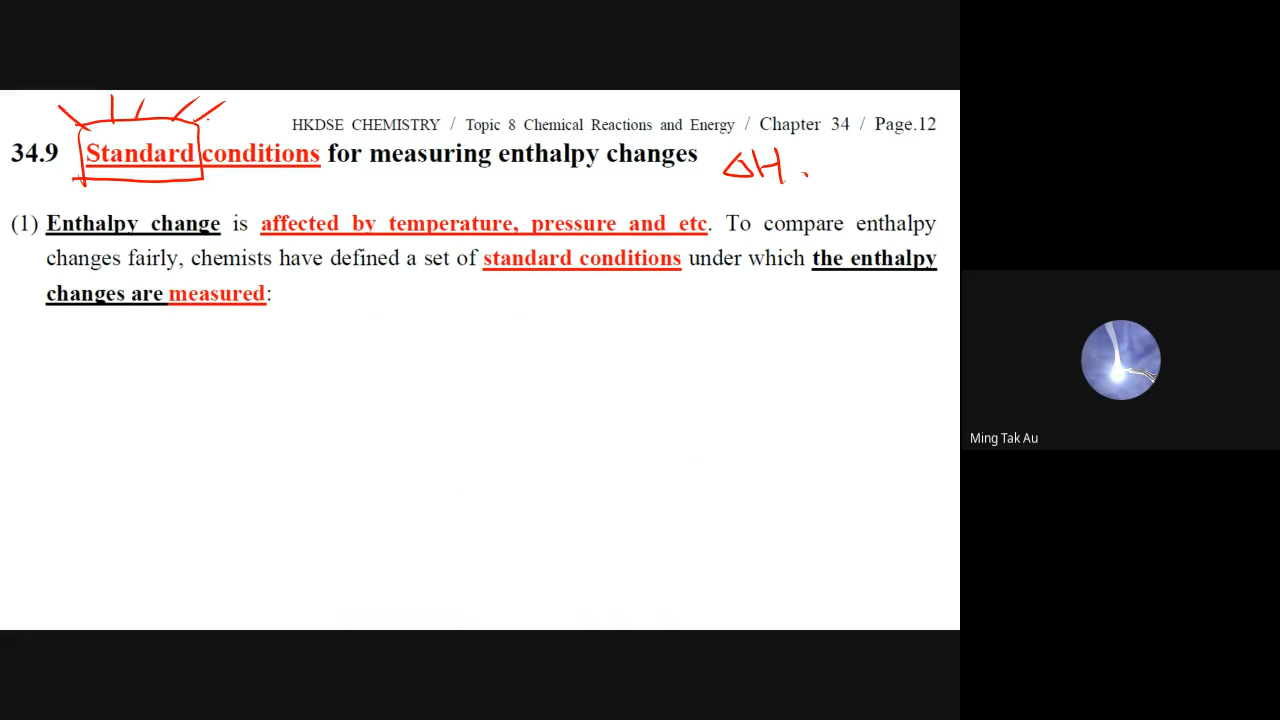 HKDSE CHEMISTRY / Topic 8 Chemical Reactions and Energy / Chapter 34 / Page.12
34.9 Standard conditions for measuring enthalpy changes ΔH
(1) Enthalpy change is affected by temperature, pressure and etc. To compare enthalpy
changes fairly, chemists have defined a set of standard conditions under which the enthalpy
changes are measured:
Ming Tak Au